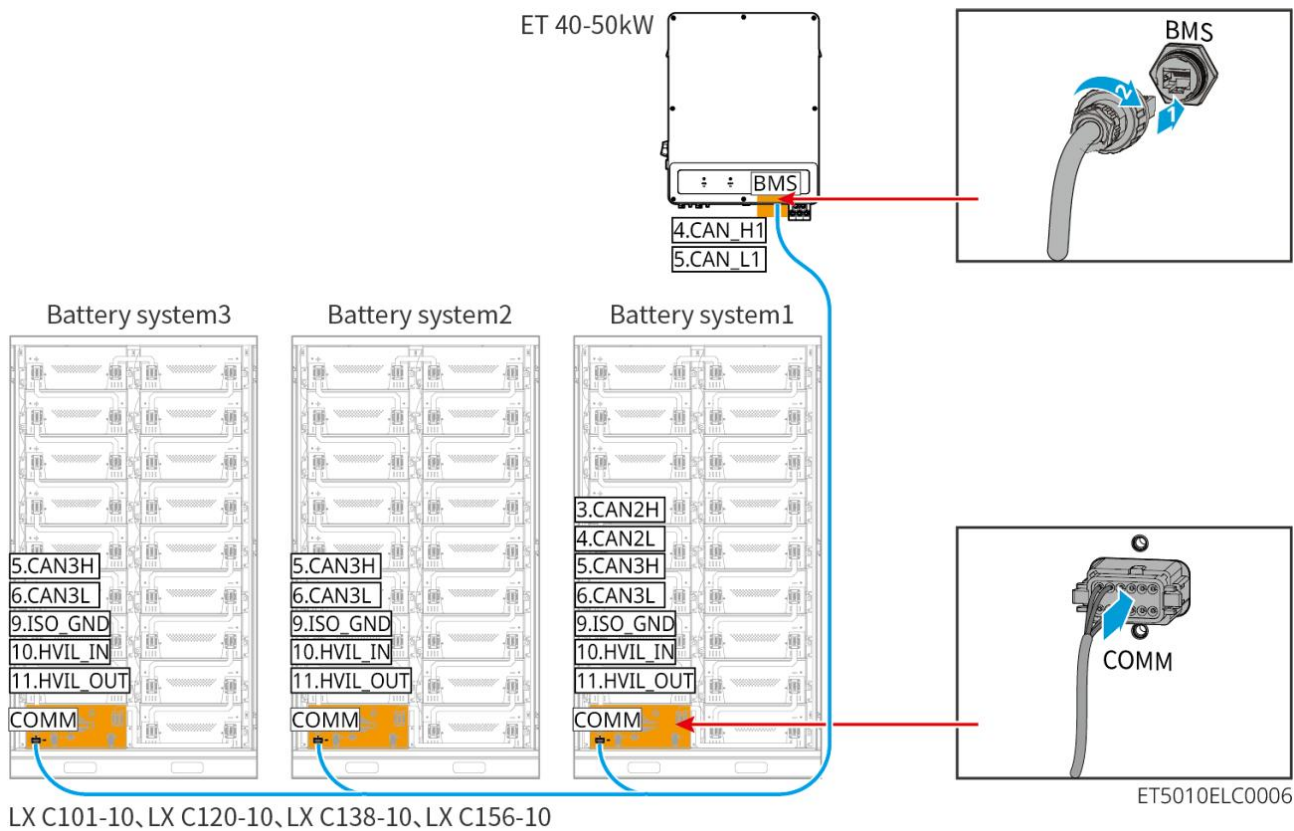 ET 40-50kW
BMS
4.CAN_H1
5.CAN_L1
BMS
2
1
Battery system3
Battery system2
Battery system1
5.CAN3H
6.CAN3L
9.ISO_GND
10.HVIL_IN
11.HVIL_OUT
COMM
5.CAN3H
6.CAN3L
9.ISO_GND
10.HVIL_IN
11.HVIL_OUT
COMM
3.CAN2H
4.CAN2L
5.CAN3H
6.CAN3L
9.ISO_GND
10.HVIL_IN
11.HVIL_OUT
COMM
COMM
ET5010ELC0006
LX C101-10、LX C120-10、LX C138-10、LX C156-10